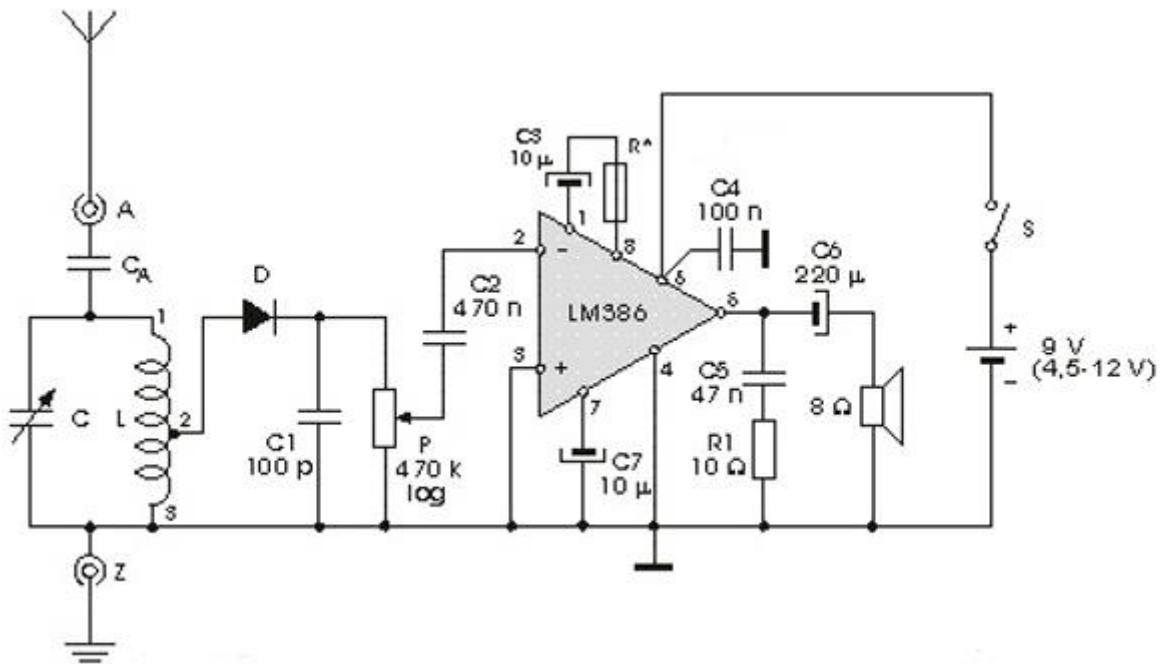 A
C_A
D
1
C
L
2
3
C1
100 p
P
470 k
log
Z
C2
470 n
2
-
3
+
LM386
C3
10 µ
R*
1
8
6
C4
100 n
5
4
7
C7
10 µ
C5
47 n
R1
10 Ω
C6
220 µ
8 Ω
S
+
9 V
-
(4,5-12 V)